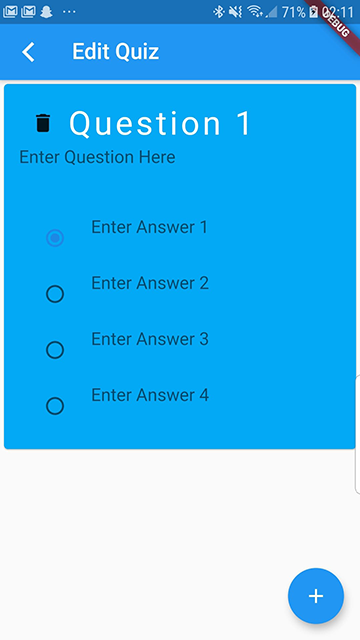 71% 02:11
DEBUG
Edit Quiz
Question 1
Enter Question Here
Enter Answer 1
Enter Answer 2
Enter Answer 3
Enter Answer 4